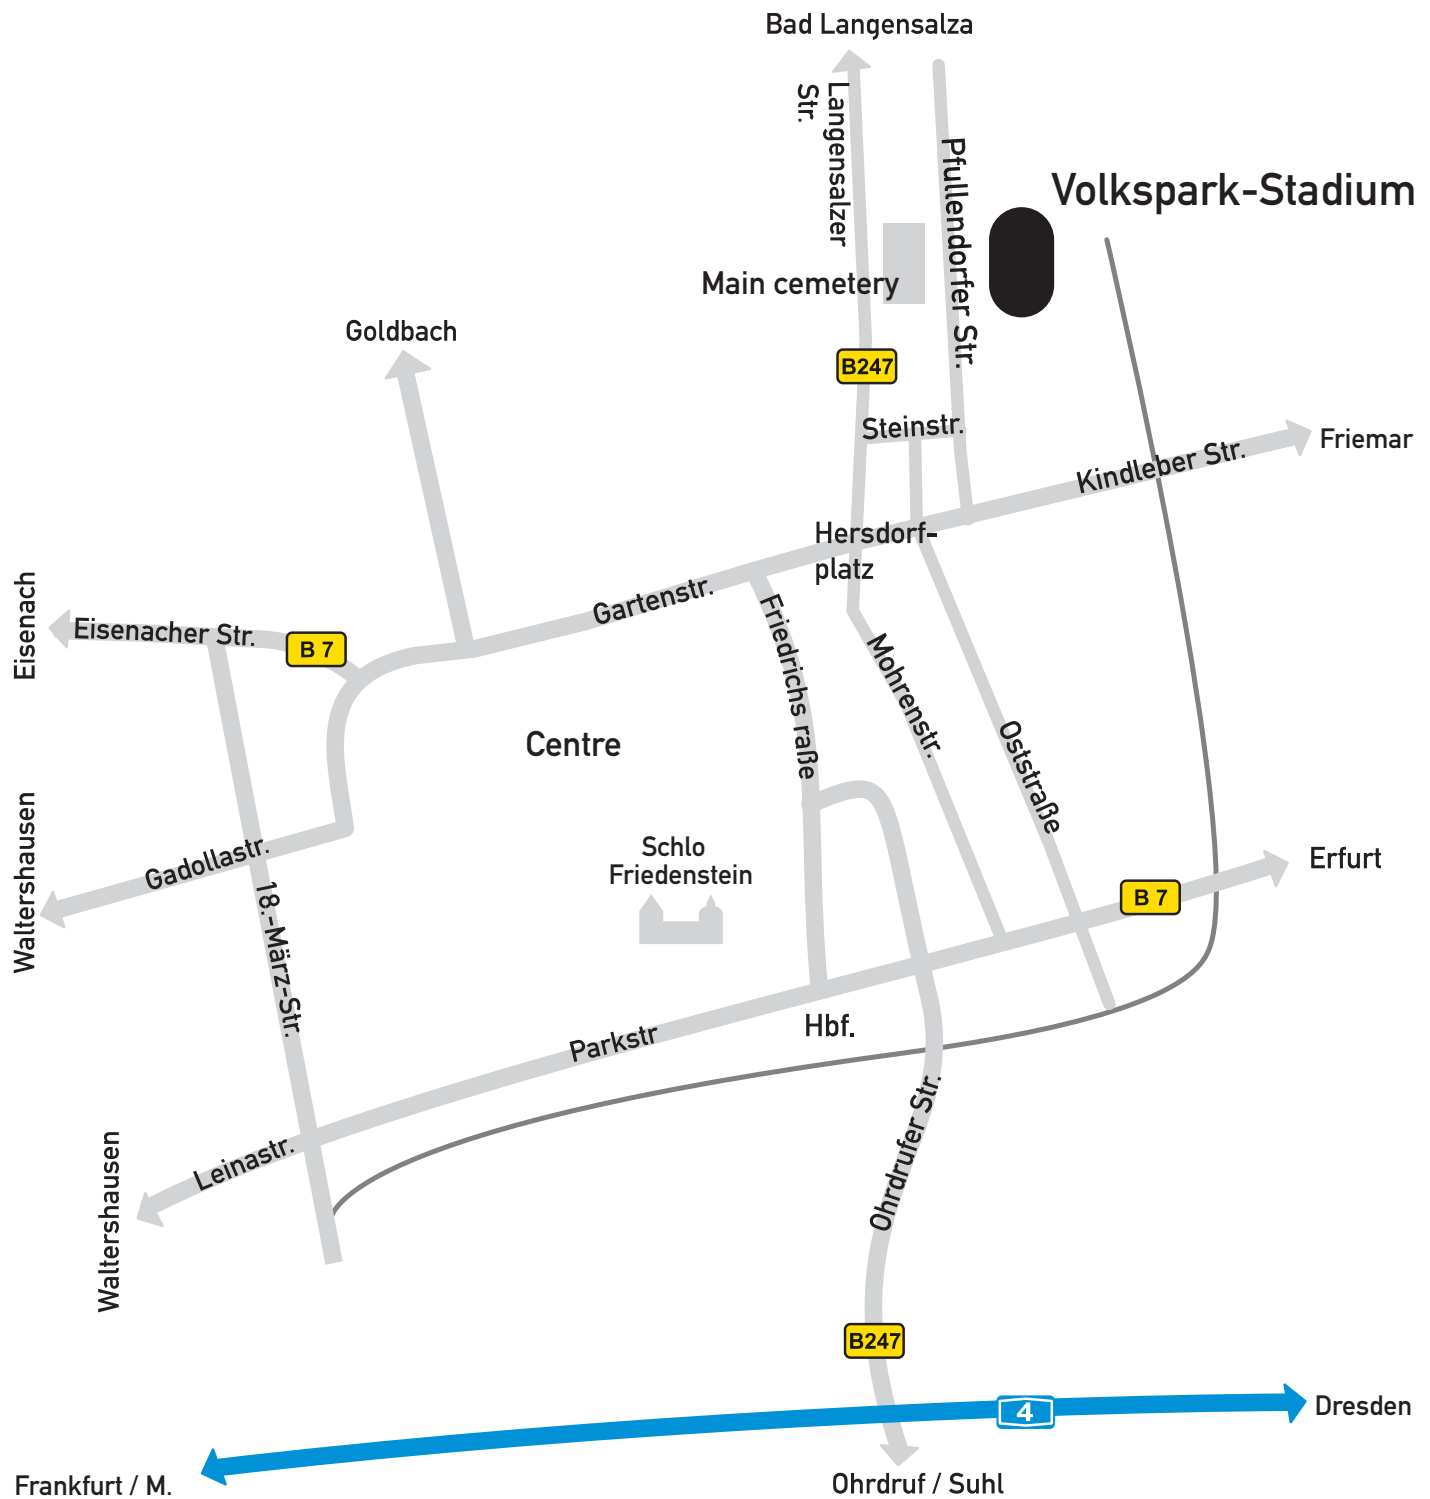 Bad Langensalza
Langensalzer
Str.
Pfullendorfer Str.
Volkspark-Stadium
Main cemetery
Goldbach
B247
Steinstr.
Kindleber Str.
Friemar
Hersdorf-
platz
Gartenstr.
Eisenach
Eisenacher Str.
B 7
Friedrichs raße
Mohrenstr.
Oststraße
Centre
Waltershausen
Gadollastr.
Schlo
Friedenstein
Erfurt
B 7
18.-März-Str.
Hbf.
Parkstr
Leinastr.
Waltershausen
Ohrdrufer Str.
B247
4
Dresden
Frankfurt / M.
Ohrdruf / Suhl